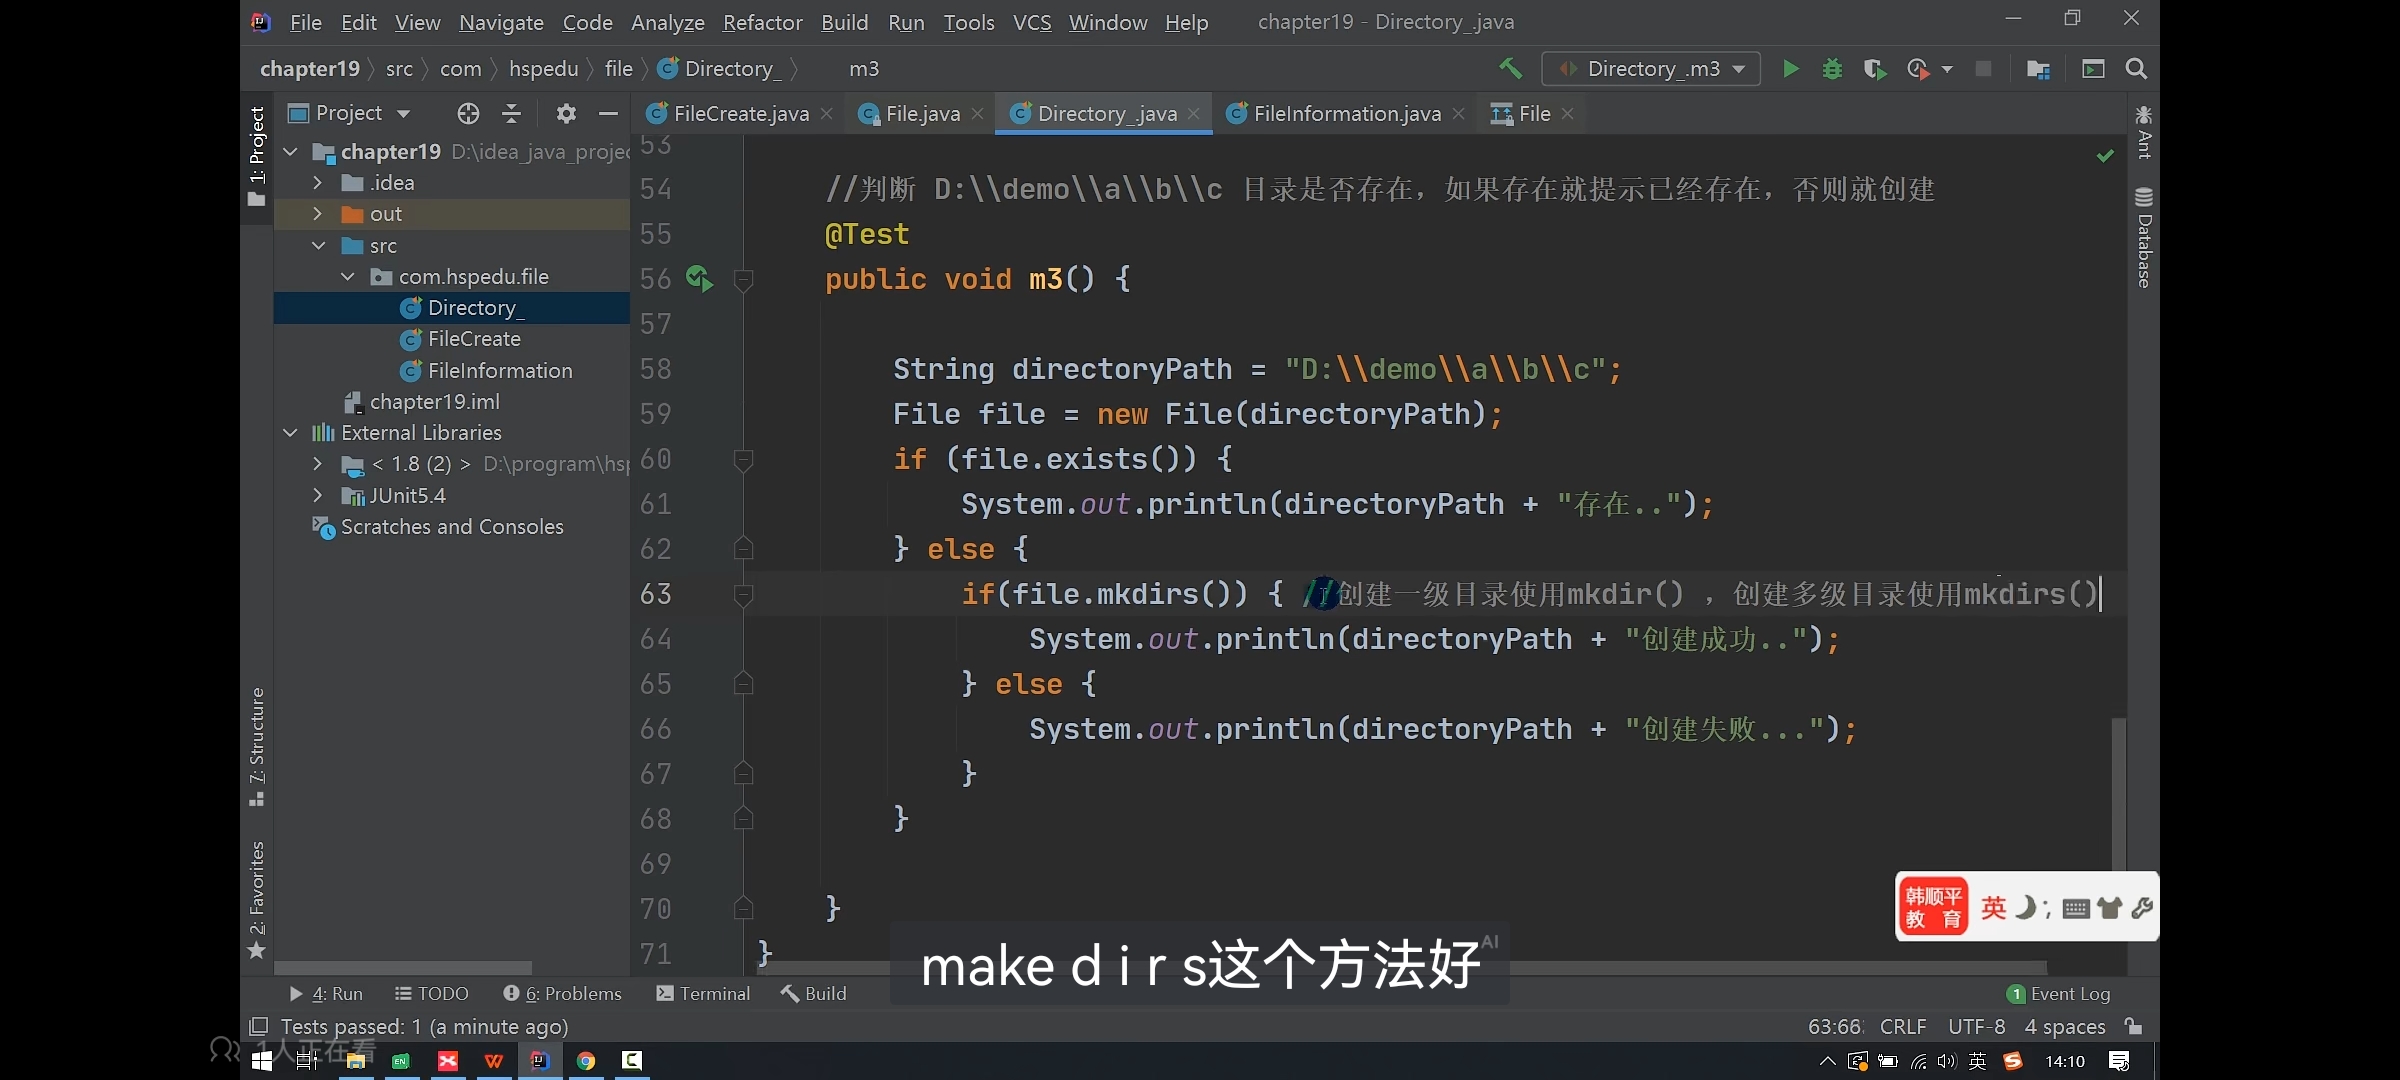 File Edit View Navigate Code Analyze Refactor Build Run Tools VCS Window Help chapter19 - Directory_.java
chapter19 src com hspedu file Directory_ m3 Directory_.m3
Project
FileCreate.java File.java Directory_.java FileInformation.java File
1: Project
chapter19 D:\idea_java_projec
.idea
out
src
com.hspedu.file
Directory_
FileCreate
FileInformation
chapter19.iml
External Libraries
< 1.8 (2) > D:\program\hsp
JUnit5.4
Scratches and Consoles
7: Structure
2: Favorites
53
54 //判断 D:\\demo\\a\\b\\c 目录是否存在，如果存在就提示已经存在，否则就创建
55 @Test
56 public void m3() {
57
58 String directoryPath = "D:\\demo\\a\\b\\c";
59 File file = new File(directoryPath);
60 if (file.exists()) {
61 System.out.println(directoryPath + "存在..");
62 } else {
63 if(file.mkdirs()) { //创建一级目录使用mkdir() ，创建多级目录使用mkdirs()
64 System.out.println(directoryPath + "创建成功..");
65 } else {
66 System.out.println(directoryPath + "创建失败...");
67 }
68 }
69
70 }
71 }
Ant
Database
韩顺平
教 育
英
make d i r s这个方法好
AI
4: Run TODO 6: Problems Terminal Build 1 Event Log
Tests passed: 1 (a minute ago) 63:66 CRLF UTF-8 4 spaces
1人正在看
英 14:10